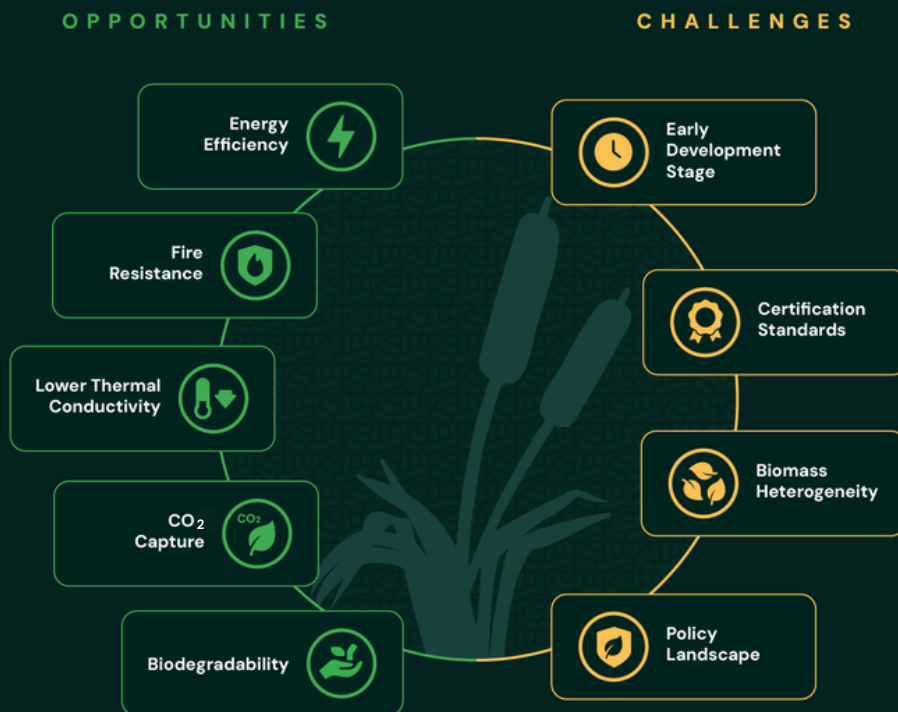 OPPORTUNITIES
Energy
Efficiency
Fire
Resistance
Lower Thermal
Conductivity
CO₂
Capture
CO₂
Biodegradability
CHALLENGES
Early
Development
Stage
Certification
Standards
Biomass
Heterogeneity
Policy
Landscape